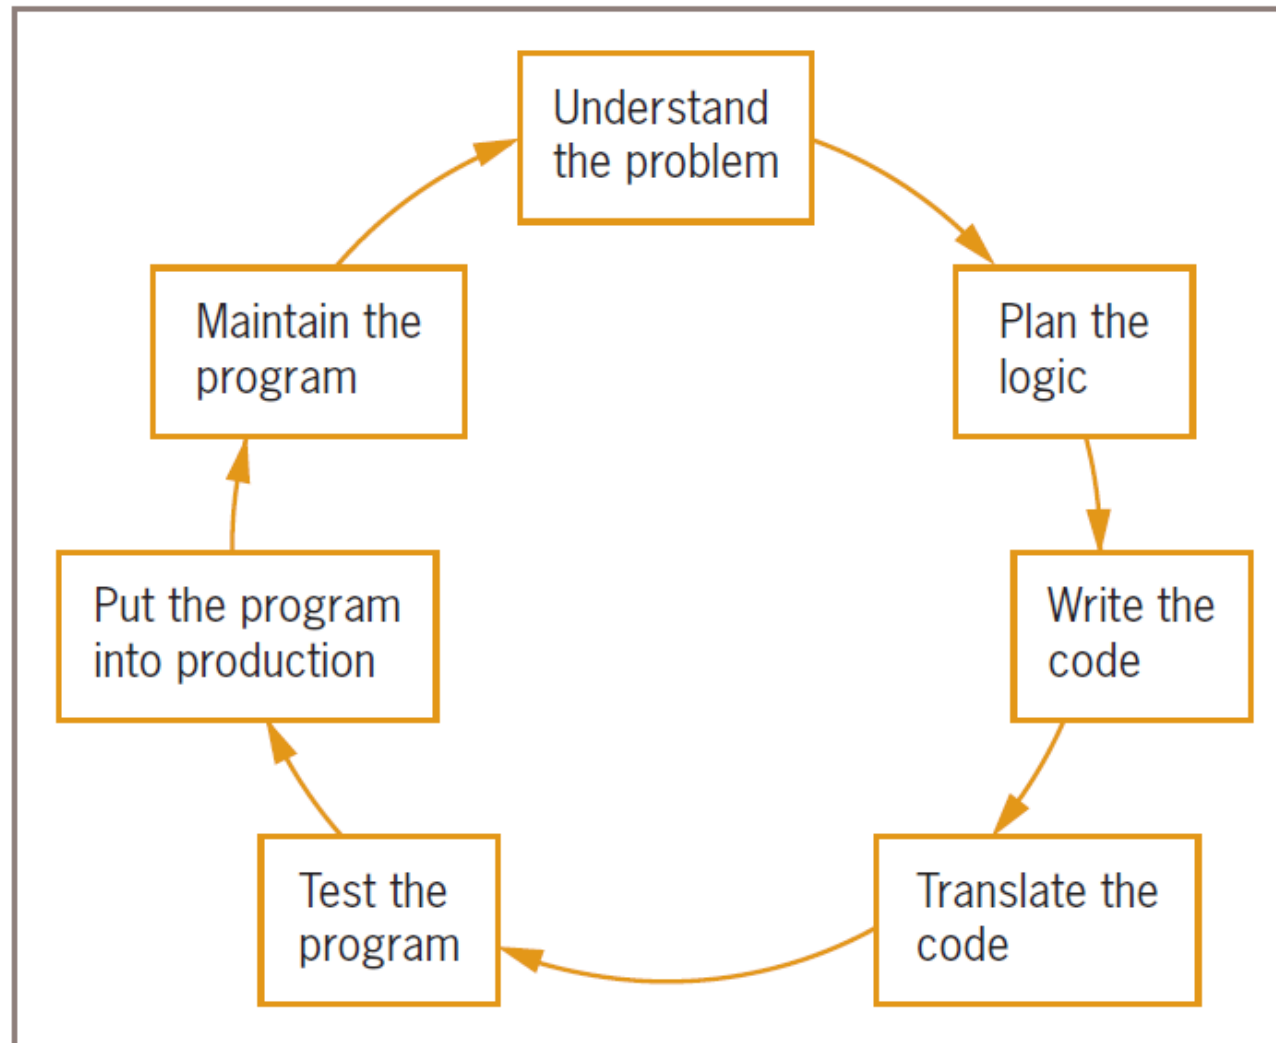 Understand
the problem
Plan the
logic
Write the
code
Translate the
code
Test the
program
Put the program
into production
Maintain the
program